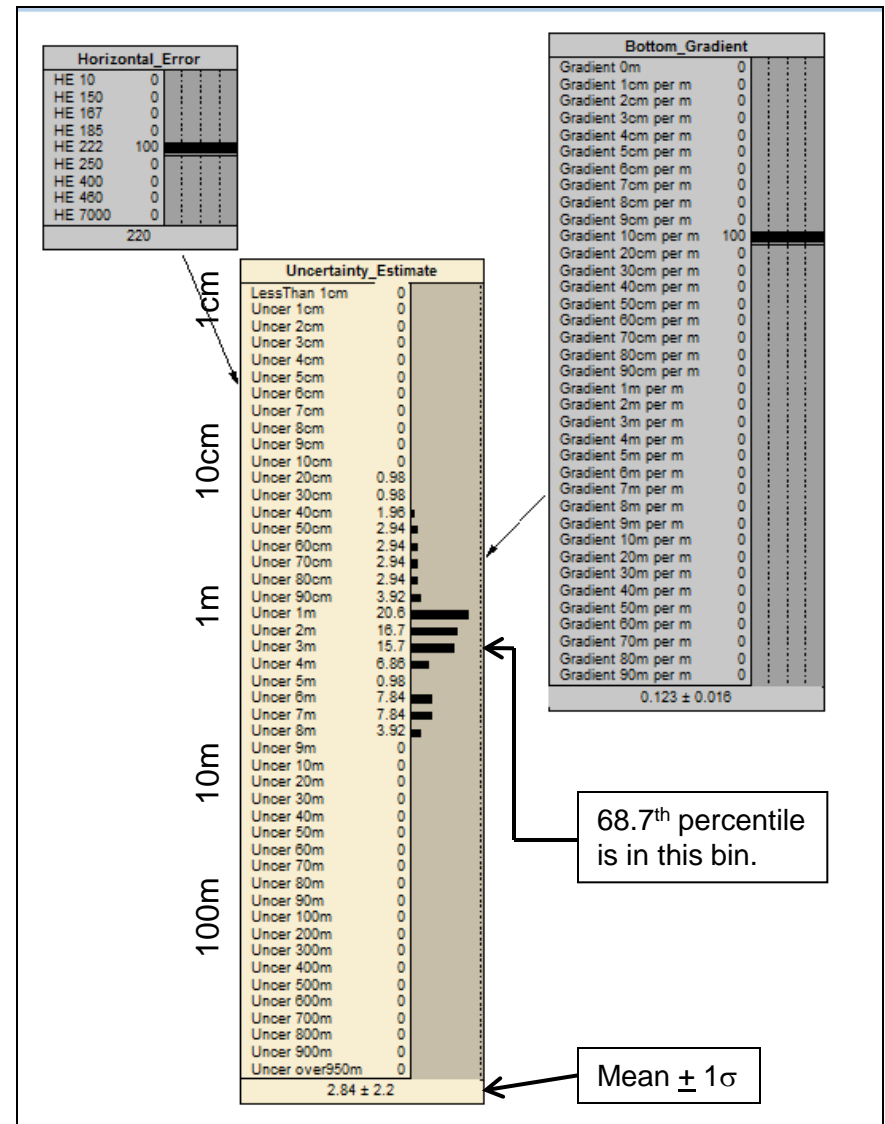 Horizontal_Error
HE 10 0
HE 150 0
HE 167 0
HE 185 0
HE 222 100
HE 250 0
HE 400 0
HE 460 0
HE 7000 0
220
Bottom_Gradient
Gradient 0m 0
Gradient 1cm per m 0
Gradient 2cm per m 0
Gradient 3cm per m 0
Gradient 4cm per m 0
Gradient 5cm per m 0
Gradient 6cm per m 0
Gradient 7cm per m 0
Gradient 8cm per m 0
Gradient 9cm per m 0
Gradient 10cm per m 100
Gradient 20cm per m 0
Gradient 30cm per m 0
Gradient 40cm per m 0
Gradient 50cm per m 0
Gradient 60cm per m 0
Gradient 70cm per m 0
Gradient 80cm per m 0
Gradient 90cm per m 0
Gradient 1m per m 0
Gradient 2m per m 0
Gradient 3m per m 0
Gradient 4m per m 0
Gradient 5m per m 0
Gradient 6m per m 0
Gradient 7m per m 0
Gradient 8m per m 0
Gradient 9m per m 0
Gradient 10m per m 0
Gradient 20m per m 0
Gradient 30m per m 0
Gradient 40m per m 0
Gradient 50m per m 0
Gradient 60m per m 0
Gradient 70m per m 0
Gradient 80m per m 0
Gradient 90m per m 0
0.123 ± 0.016
1cm
10cm
1m
10m
100m
Uncertainty_Estimate
LessThan 1cm 0
Uncer 1cm 0
Uncer 2cm 0
Uncer 3cm 0
Uncer 4cm 0
Uncer 5cm 0
Uncer 6cm 0
Uncer 7cm 0
Uncer 8cm 0
Uncer 9cm 0
Uncer 10cm 0
Uncer 20cm 0.98
Uncer 30cm 0.98
Uncer 40cm 1.96
Uncer 50cm 2.94
Uncer 60cm 2.94
Uncer 70cm 2.94
Uncer 80cm 2.94
Uncer 90cm 3.92
Uncer 1m 20.6
Uncer 2m 16.7
Uncer 3m 15.7
Uncer 4m 6.86
Uncer 5m 0.98
Uncer 6m 7.84
Uncer 7m 7.84
Uncer 8m 3.92
Uncer 9m 0
Uncer 10m 0
Uncer 20m 0
Uncer 30m 0
Uncer 40m 0
Uncer 50m 0
Uncer 60m 0
Uncer 70m 0
Uncer 80m 0
Uncer 90m 0
Uncer 100m 0
Uncer 200m 0
Uncer 300m 0
Uncer 400m 0
Uncer 500m 0
Uncer 600m 0
Uncer 700m 0
Uncer 800m 0
Uncer 900m 0
Uncer over950m 0
2.84 ± 2.2
68.7th percentile
is in this bin.
Mean ± 1σ